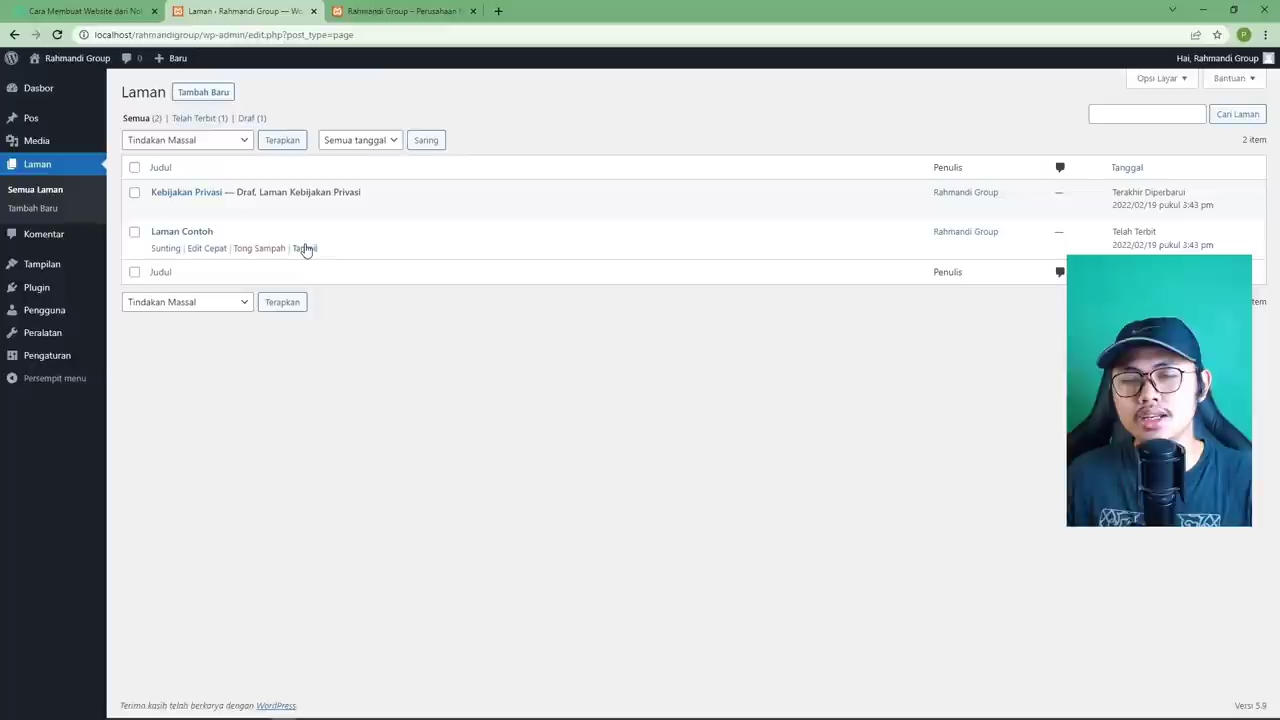 Cara Membuat Website dari Nol
Laman ‹ Rahmandi Group — Wo
Rahmandi Group – Perusahaan
localhost/rahmandigroup/wp-admin/edit.php?post_type=page
P
Rahmandi Group
0
Baru
Hai, Rahmandi Group
Dasbor
Pos
Media
Laman
Semua Laman
Tambah Baru
Komentar
Tampilan
Plugin
Pengguna
Peralatan
Pengaturan
Persempit menu
Opsi Layar
Bantuan
Laman
Tambah Baru
Semua (2) | Telah Terbit (1) | Draf (1)
Cari Laman
Tindakan Massal
Terapkan
Semua tanggal
Saring
2 item
Judul
Penulis
Tanggal
Kebijakan Privasi — Draf, Laman Kebijakan Privasi
Rahmandi Group
—
Terakhir Diperbarui
2022/02/19 pukul 3:43 pm
Laman Contoh
Rahmandi Group
—
Telah Terbit
2022/02/19 pukul 3:43 pm
Sunting | Edit Cepat | Tong Sampah |
Judul
Penulis
Tindakan Massal
Terapkan
Terima kasih telah berkarya dengan WordPress.
Versi 5.9